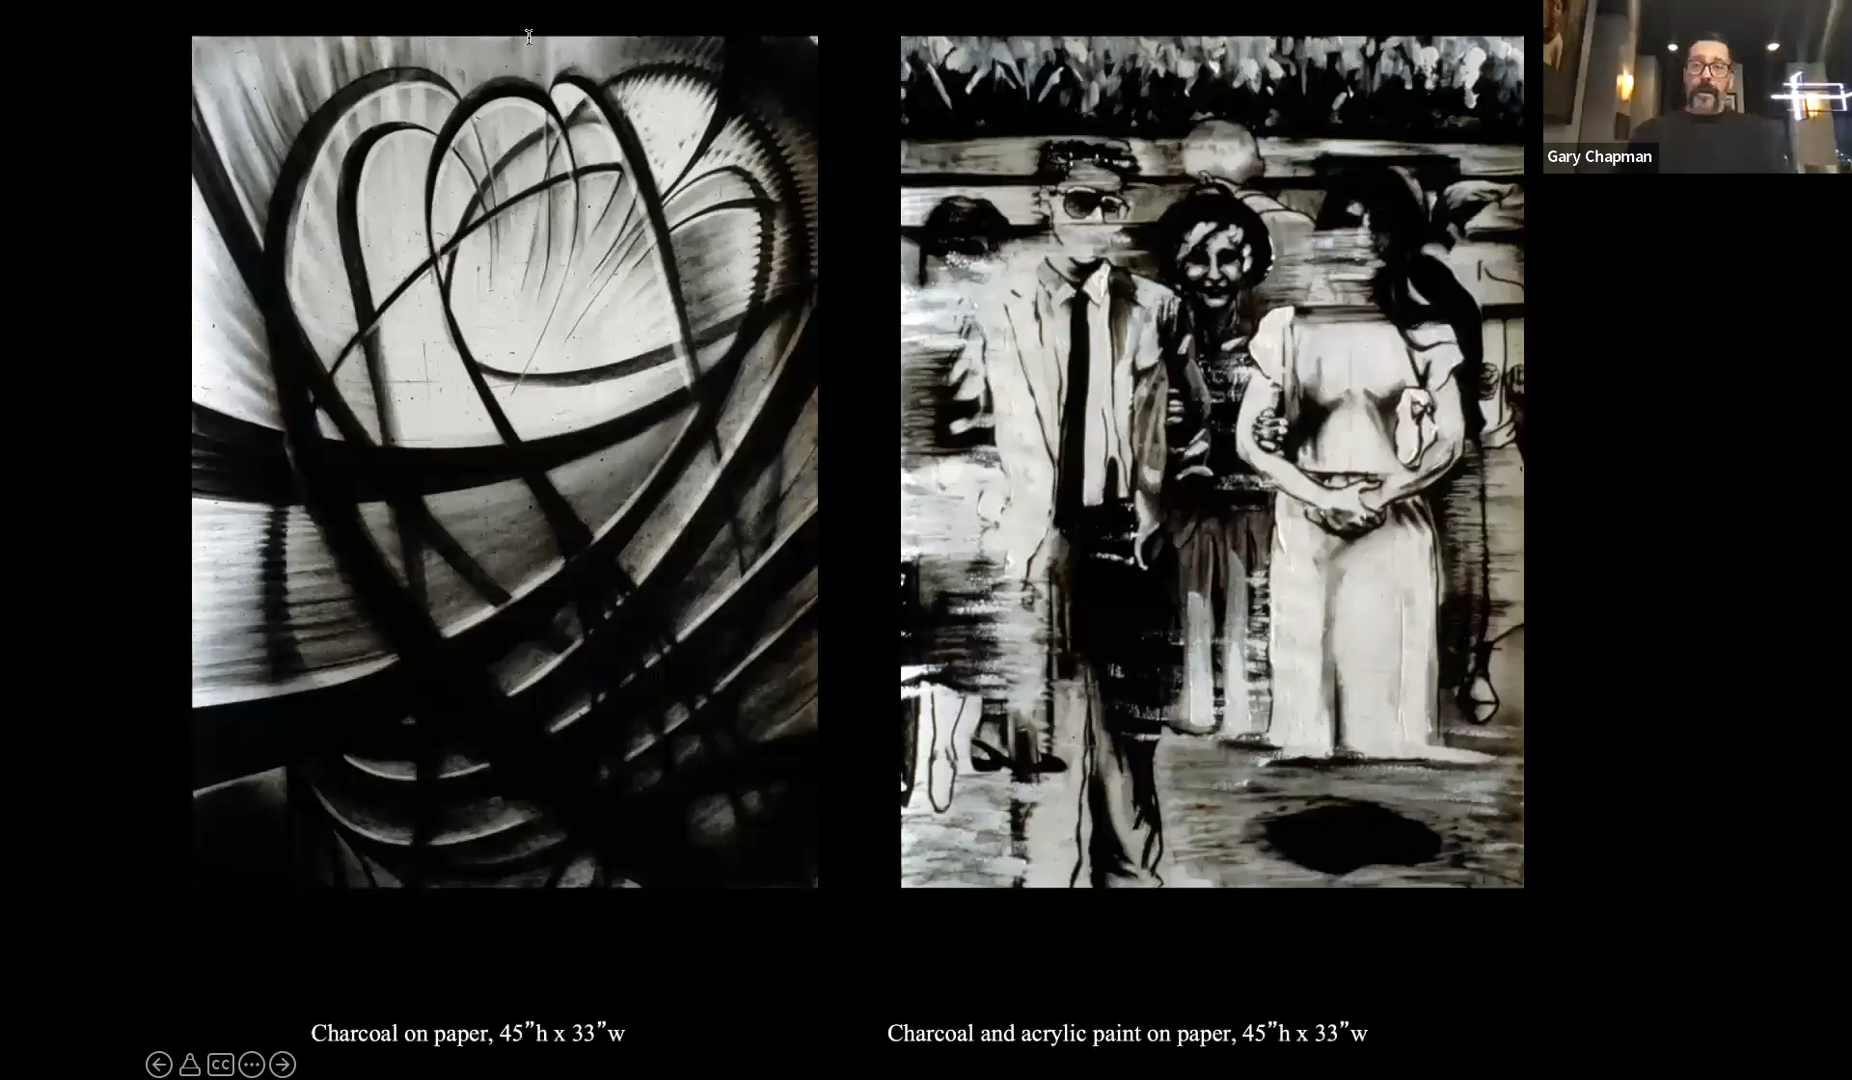 Gary Chapman
Charcoal on paper, 45”h x 33”w
Charcoal and acrylic paint on paper, 45”h x 33”w
CC